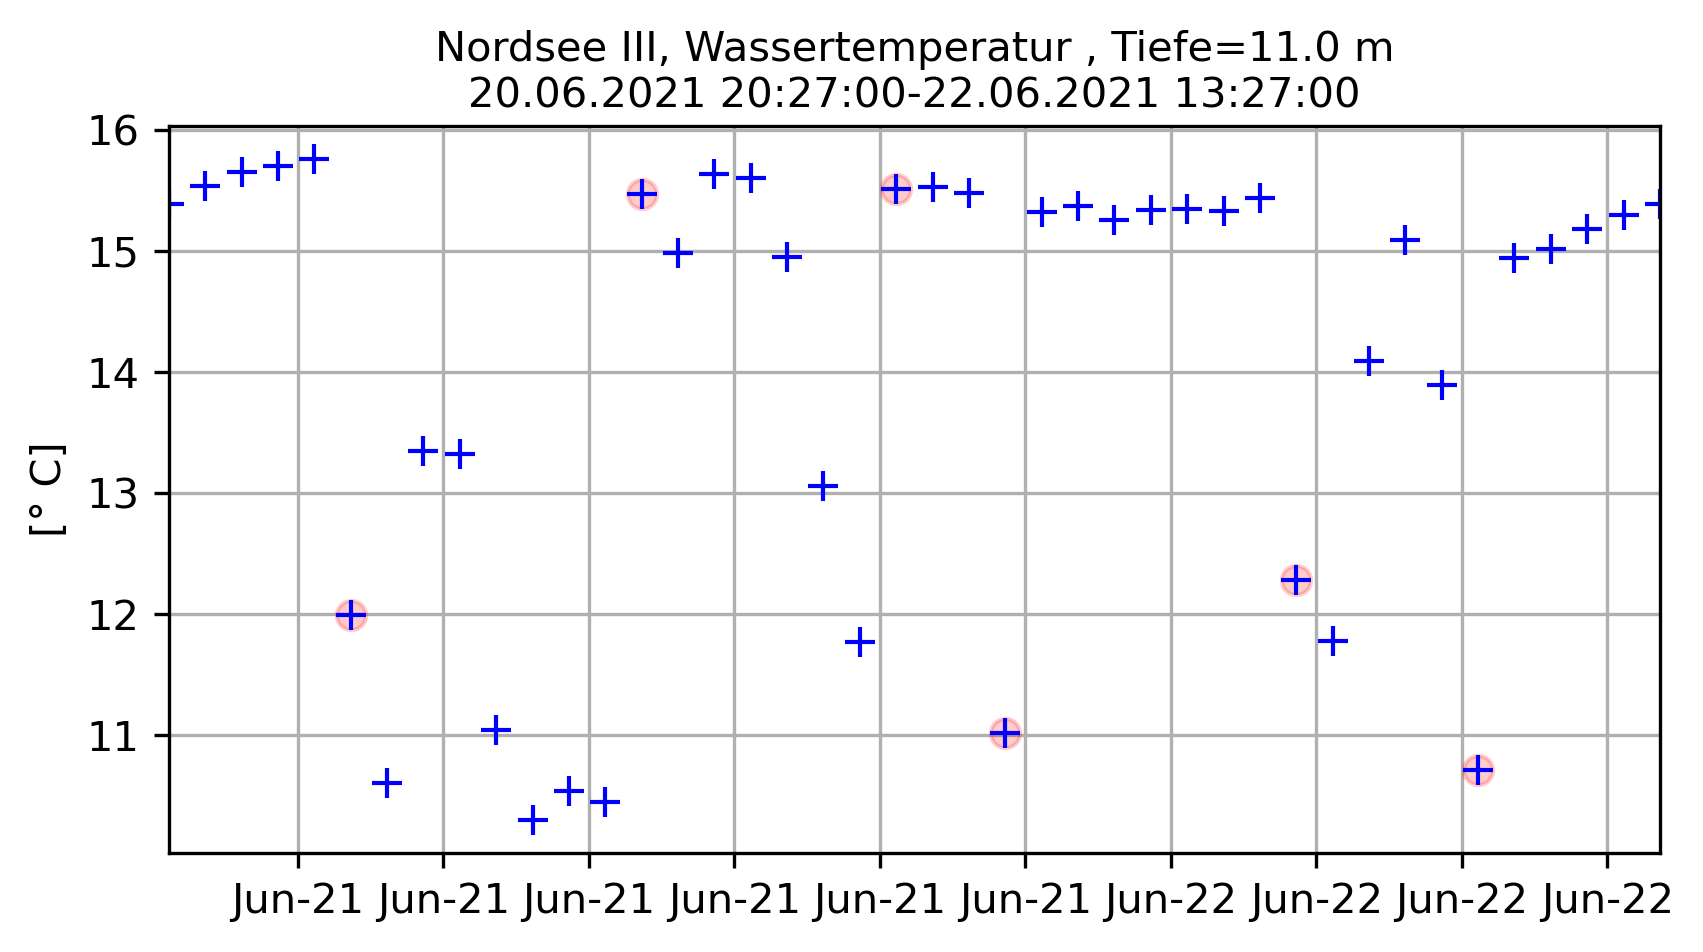 Nordsee III, Wassertemperatur , Tiefe=11.0 m
20.06.2021 20:27:00-22.06.2021 13:27:00
16
15
14
13
12
11
[° C]
Jun-21 Jun-21 Jun-21 Jun-21 Jun-21 Jun-21 Jun-22 Jun-22 Jun-22 Jun-22